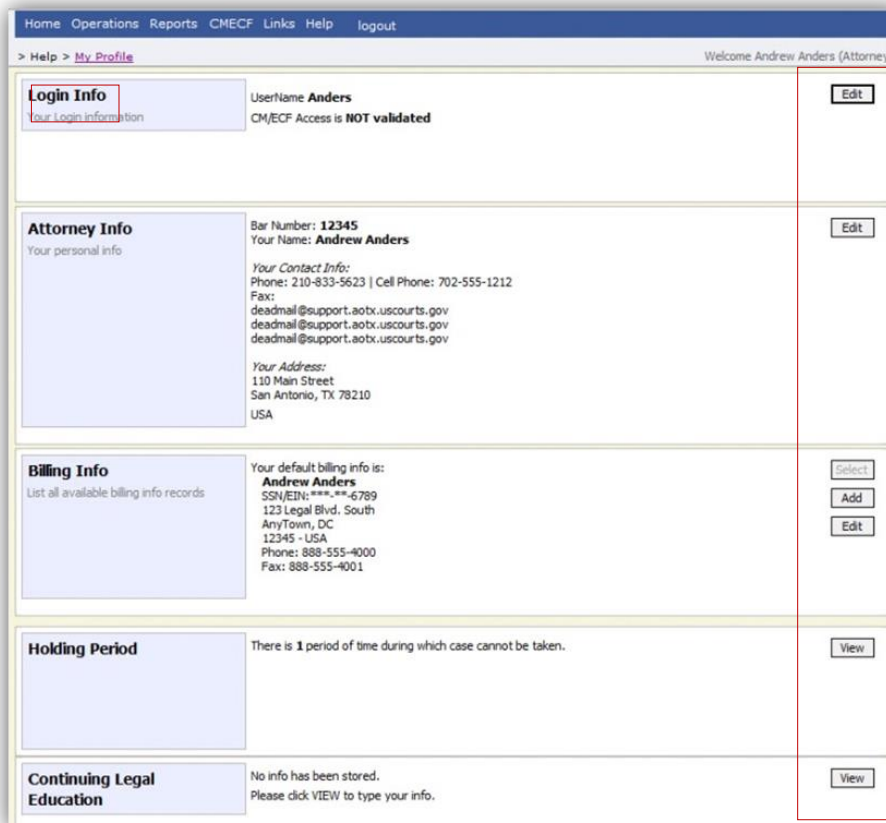 Home Operations Reports CMECF Links Help logout
> Help > My Profile
Welcome Andrew Anders (Attorney
Login Info
Your Login information
UserName Anders
CM/ECF Access is NOT validated
Edit
Attorney Info
Your personal info
Bar Number: 12345
Your Name: Andrew Anders
Your Contact Info:
Phone: 210-833-5623 | Cell Phone: 702-555-1212
Fax:
deadmail@support.aotx.uscourts.gov
deadmail@support.aotx.uscourts.gov
deadmail@support.aotx.uscourts.gov
Your Address:
110 Main Street
San Antonio, TX 78210
USA
Edit
Billing Info
List all available billing info records
Your default billing info is:
Andrew Anders
SSN/EIN:***-**-6789
123 Legal Blvd. South
AnyTown, DC
12345 - USA
Phone: 888-555-4000
Fax: 888-555-4001
Select
Add
Edit
Holding Period
There is 1 period of time during which case cannot be taken.
View
Continuing Legal
Education
No info has been stored.
Please click VIEW to type your info.
View